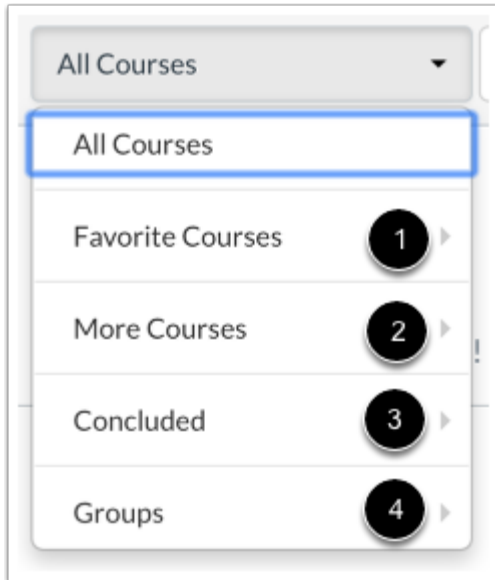 All Courses
All Courses
Favorite Courses 1
More Courses 2
!
Concluded 3
Groups 4